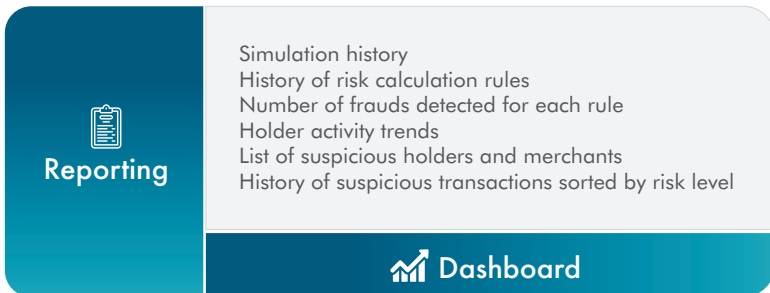 Reporting
Simulation history
History of risk calculation rules
Number of frauds detected for each rule
Holder activity trends
List of suspicious holders and merchants
History of suspicious transactions sorted by risk level
Dashboard